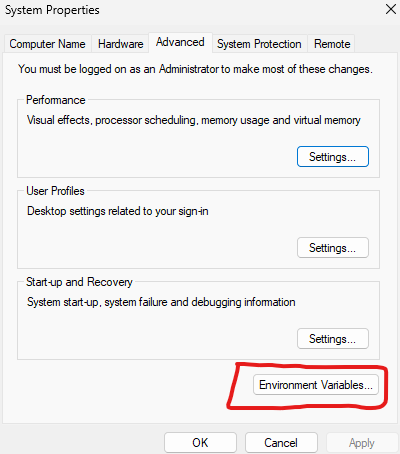 System Properties
Computer Name Hardware Advanced System Protection Remote
You must be logged on as an Administrator to make most of these changes.
Performance
Visual effects, processor scheduling, memory usage and virtual memory
Settings...
User Profiles
Desktop settings related to your sign-in
Settings...
Start-up and Recovery
System start-up, system failure and debugging information
Settings...
Environment Variables...
OK Cancel Apply